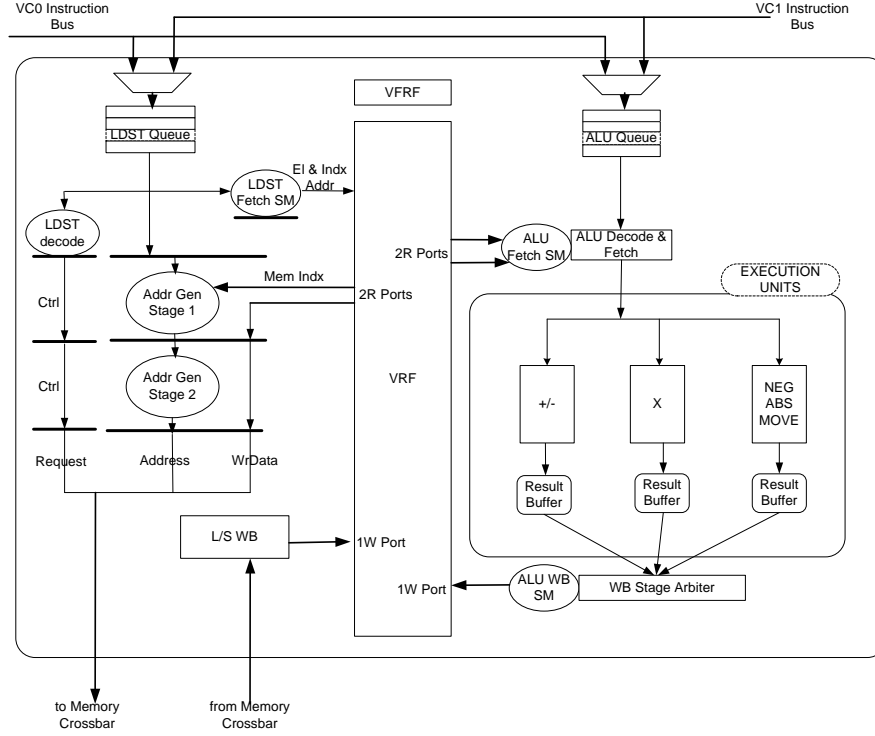 VC0 Instruction
Bus
VC1 Instruction
Bus
VFRF
LDST Queue
ALU Queue
LDST
Fetch SM
El & Indx
Addr
LDST
decode
2R Ports
ALU
Fetch SM
ALU Decode &
Fetch
Mem Indx
EXECUTION
UNITS
Ctrl
Addr Gen
Stage 1
2R Ports
Ctrl
Addr Gen
Stage 2
VRF
+/-
X
NEG
ABS
MOVE
Request
Address
WrData
Result
Buffer
Result
Buffer
Result
Buffer
L/S WB
1W Port
1W Port
ALU WB
SM
WB Stage Arbiter
to Memory
Crossbar
from Memory
Crossbar